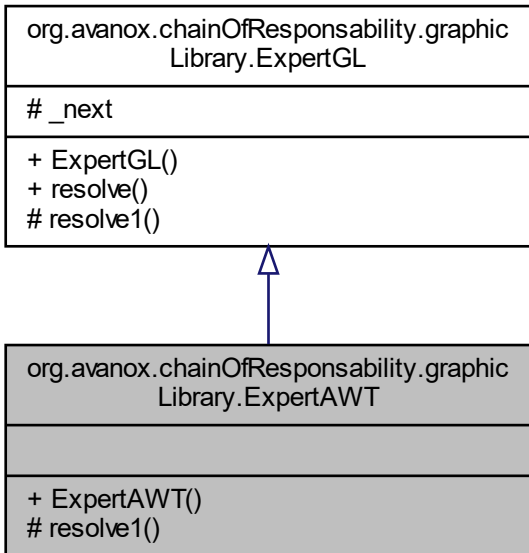 org.avanox.chainOfResponsability.graphic
Library.ExpertGL
# _next
+ ExpertGL()
+ resolve()
# resolve1()
org.avanox.chainOfResponsability.graphic
Library.ExpertAWT
+ ExpertAWT()
# resolve1()